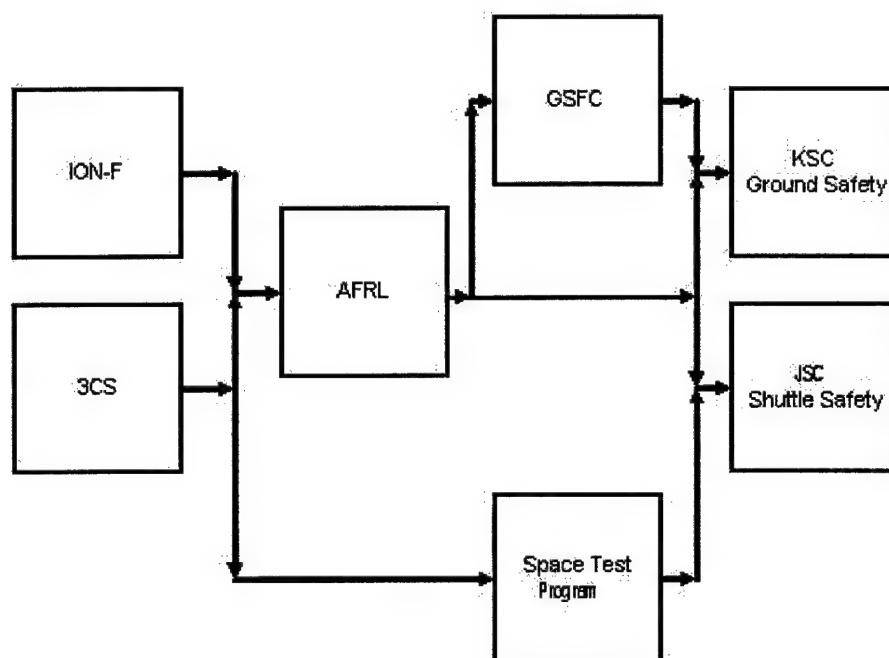 ION-F
3CS
AFRL
GSFC
Space Test
Program
KSC
Ground Safety
JSC
Shuttle Safety